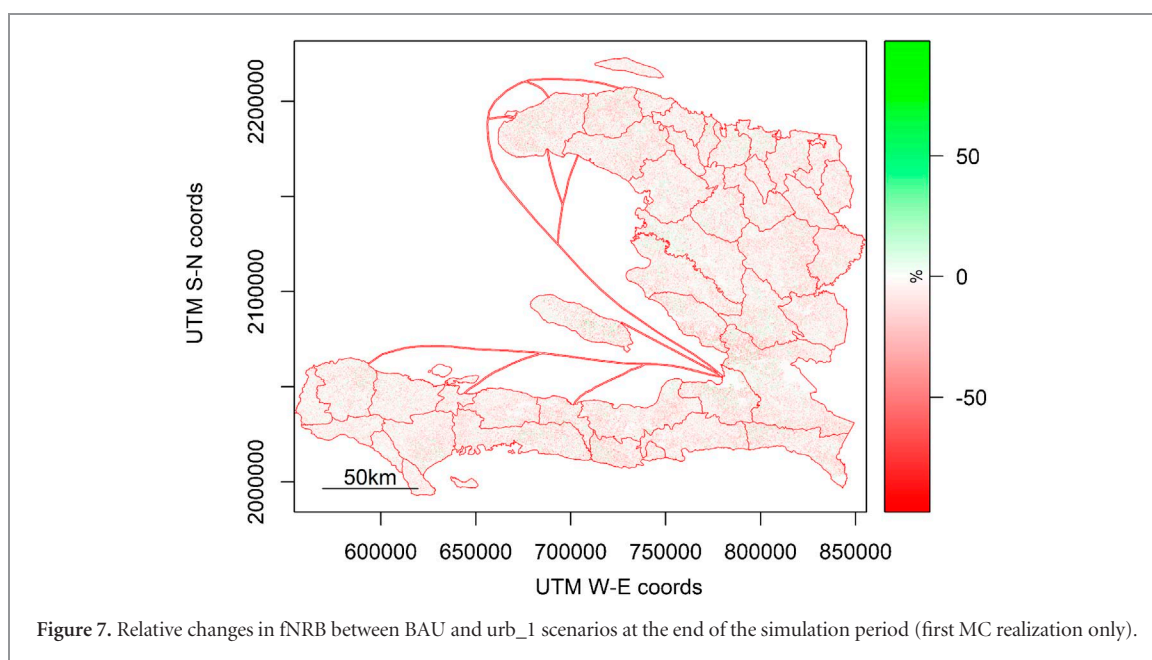 2200000
2100000
2000000
UTM S-N coords
50km
600000 650000 700000 750000 800000 850000
UTM W-E coords
50
0
-50
%
Figure 7. Relative changes in fNRB between BAU and urb_1 scenarios at the end of the simulation period (first MC realization only).